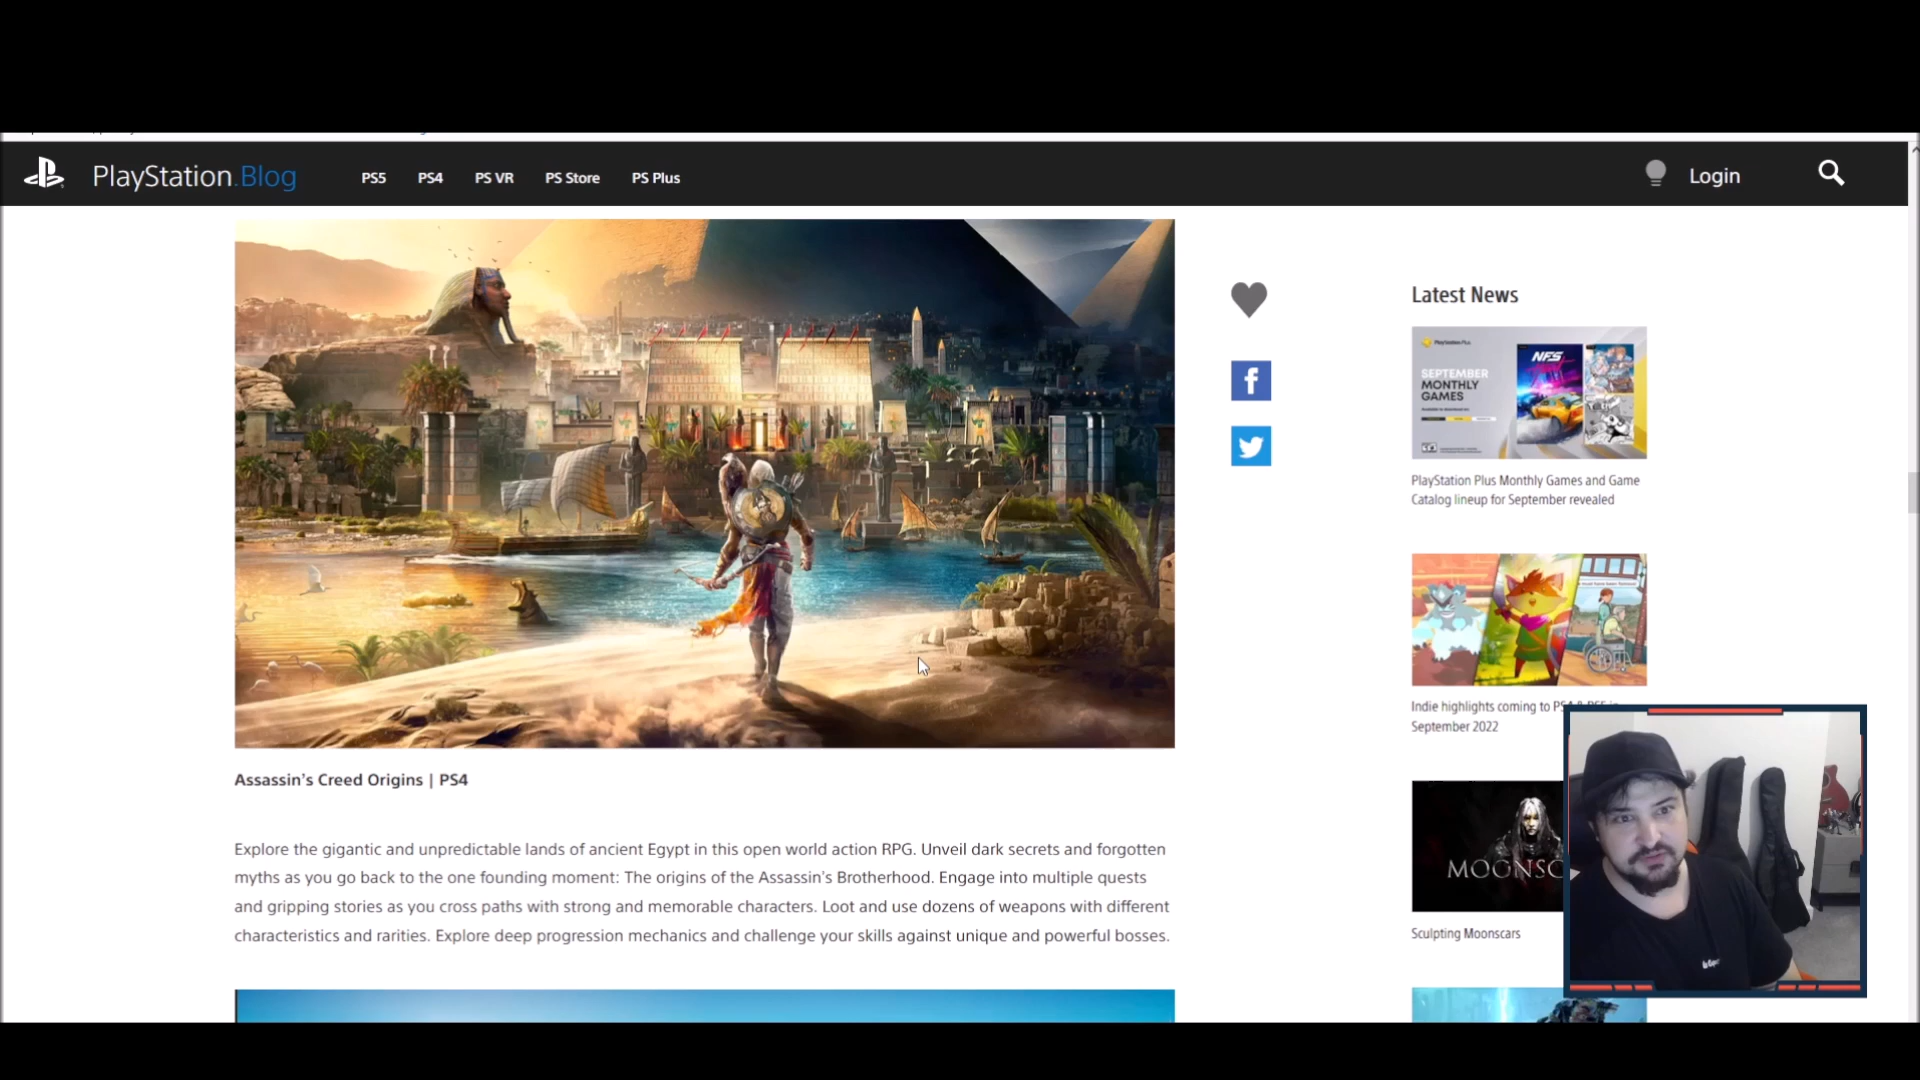 PlayStation.Blog
PS5
PS4
PS VR
PS Store
PS Plus
Login
Latest News
PlayStation Plus
NFS
SEPTEMBER
MONTHLY
GAMES
PlayStation Plus Monthly Games and Game
Catalog lineup for September revealed
Indie highlights coming to
September 2022
MOONSC
Sculpting Moonscars
Assassin’s Creed Origins | PS4
Explore the gigantic and unpredictable lands of ancient Egypt in this open world action RPG. Unveil dark secrets and forgotten
myths as you go back to the one founding moment: The origins of the Assassin’s Brotherhood. Engage into multiple quests
and gripping stories as you cross paths with strong and memorable characters. Loot and use dozens of weapons with different
characteristics and rarities. Explore deep progression mechanics and challenge your skills against unique and powerful bosses.